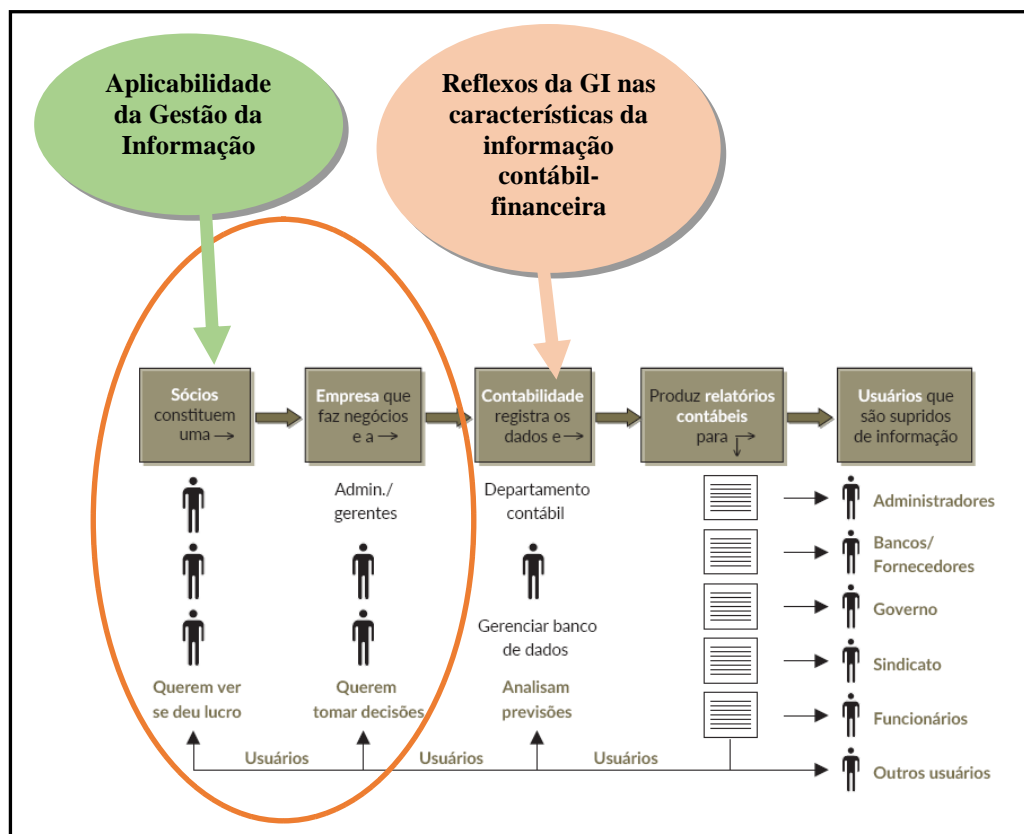 Aplicabilidade
da Gestão da
Informação
Reflexos da GI nas
características da
informação
contábil-
financeira
Sócios
constituem
uma →
Empresa que
faz negócios
e a →
Contabilidade
registra os
dados e →
Produz relatórios
contábeis
para
Usuários que
são supridos
de informação
Admin./
gerentes
Departamento
contábil
Gerenciar banco
de dados
Querem ver
se deu lucro
Querem
tomar decisões
Analisam
previsões
Administradores
Bancos/
Fornecedores
Governo
Sindicato
Funcionários
Outros usuários
Usuários
Usuários
Usuários